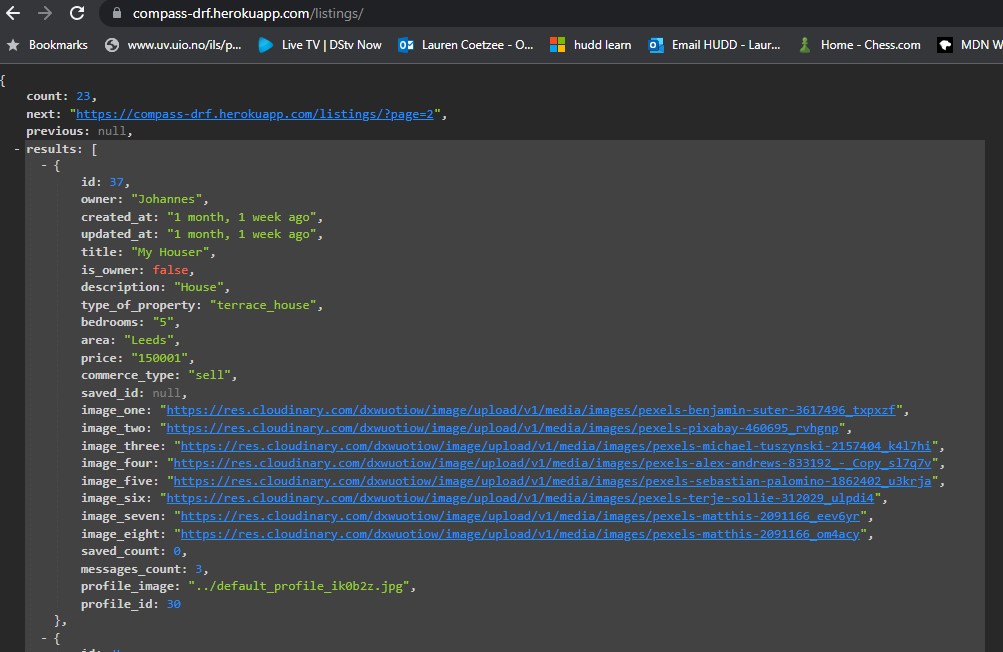 compass-drf.herokuapp.com/listings/
Bookmarks www.uv.uio.no/ils/p... Live TV | DStv Now Lauren Coetzee - O... hudd learn Email HUDD - Laur... Home - Chess.com MDN W
{
count: 23,
next: "https://compass-drf.herokuapp.com/listings/?page=2",
previous: null,
- results: [
- {
id: 37,
owner: "Johannes",
created_at: "1 month, 1 week ago",
updated_at: "1 month, 1 week ago",
title: "My Houser",
is_owner: false,
description: "House",
type_of_property: "terrace_house",
bedrooms: "5",
area: "Leeds",
price: "150001",
commerce_type: "sell",
saved_id: null,
image_one: "https://res.cloudinary.com/dxwuotiow/image/upload/v1/media/images/pexels-benjamin-suter-3617496_txpxzf",
image_two: "https://res.cloudinary.com/dxwuotiow/image/upload/v1/media/images/pexels-pixabay-460695_rvhgnp",
image_three: "https://res.cloudinary.com/dxwuotiow/image/upload/v1/media/images/pexels-michael-tuszynski-2157404_k4l7hi",
image_four: "https://res.cloudinary.com/dxwuotiow/image/upload/v1/media/images/pexels-alex-andrews-833192_-_Copy_sl7q7v",
image_five: "https://res.cloudinary.com/dxwuotiow/image/upload/v1/media/images/pexels-sebastian-palomino-1862402_u3krja",
image_six: "https://res.cloudinary.com/dxwuotiow/image/upload/v1/media/images/pexels-terje-sollie-312029_ulpdi4",
image_seven: "https://res.cloudinary.com/dxwuotiow/image/upload/v1/media/images/pexels-matthis-2091166_eev6yr",
image_eight: "https://res.cloudinary.com/dxwuotiow/image/upload/v1/media/images/pexels-matthis-2091166_om4acy",
saved_count: 0,
messages_count: 3,
profile_image: "../default_profile_ik0b2z.jpg",
profile_id: 30
},
- {